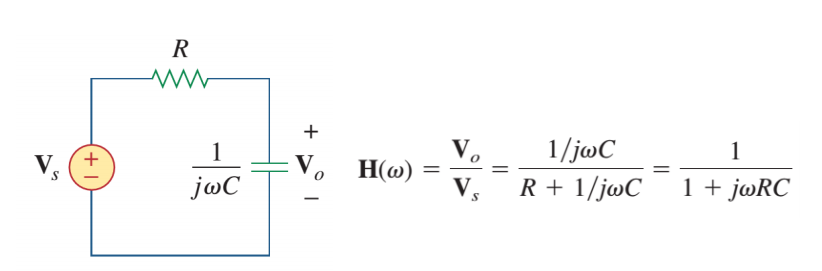 R
+
−
V_s
1/jωC
+
V_o
−
H(ω) = V_o/V_s = (1/jωC)/(R + 1/jωC) = 1/(1 + jωRC)